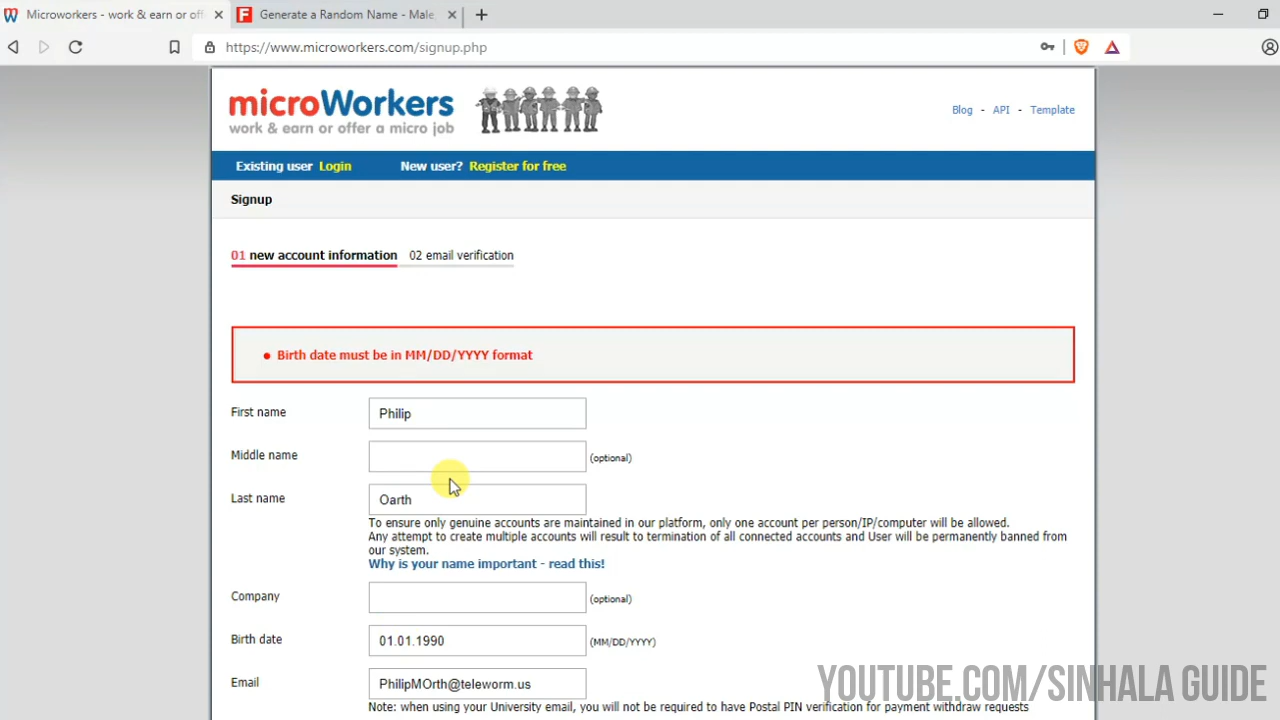 Microworkers - work & earn or of
Generate a Random Name - Male,
https://www.microworkers.com/signup.php
microWorkers
work & earn or offer a micro job
Blog - API - Template
Existing user Login New user? Register for free
Signup
01 new account information 02 email verification
Birth date must be in MM/DD/YYYY format
First name Philip
Middle name (optional)
Last name Oarth
To ensure only genuine accounts are maintained in our platform, only one account per person/IP/computer will be allowed.
Any attempt to create multiple accounts will result to termination of all connected accounts and User will be permanently banned from
our system.
Why is your name important - read this!
Company (optional)
Birth date 01.01.1990 (MM/DD/YYYY)
Email PhilipMOrth@teleworm.us
Note: when using your University email, you will not be required to have Postal PIN verification for payment withdraw requests
YOUTUBE.COM/SINHALA GUIDE